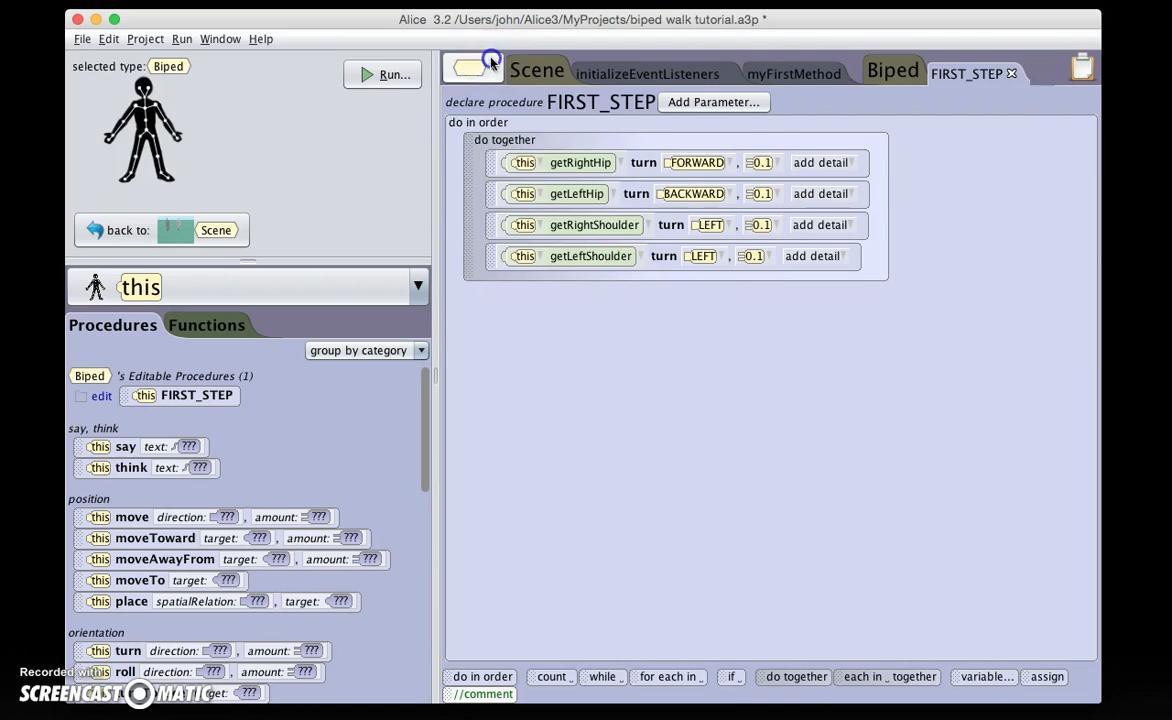 Alice 3.2 /Users/john/Alice3/MyProjects/biped walk tutorial.a3p *
File Edit Project Run Window Help
selected type: Biped
Run...
back to: Scene
this
Procedures Functions
group by category
Biped 's Editable Procedures (1)
edit this FIRST_STEP
say, think
this say text: ???
this think text: ???
position
this move direction: ??? , amount: ???
this moveToward target: ??? , amount: ???
this moveAwayFrom target: ??? , amount: ???
this moveTo target: ???
this place spatialRelation: ??? , target: ???
orientation
this turn direction: ??? , amount: ???
this roll direction: ??? , amount: ???
Scene initializeEventListeners myFirstMethod Biped FIRST_STEP
declare procedure FIRST_STEP Add Parameter...
do in order
do together
this getRightHip turn FORWARD , 0.1 add detail
this getLeftHip turn BACKWARD , 0.1 add detail
this getRightShoulder turn LEFT , 0.1 add detail
this getLeftShoulder turn LEFT , 0.1 add detail
do in order count _ while _ for each in _ if _ do together each in _ together variable... assign
//comment
Recorded with
SCREENCAST-O-MATIC